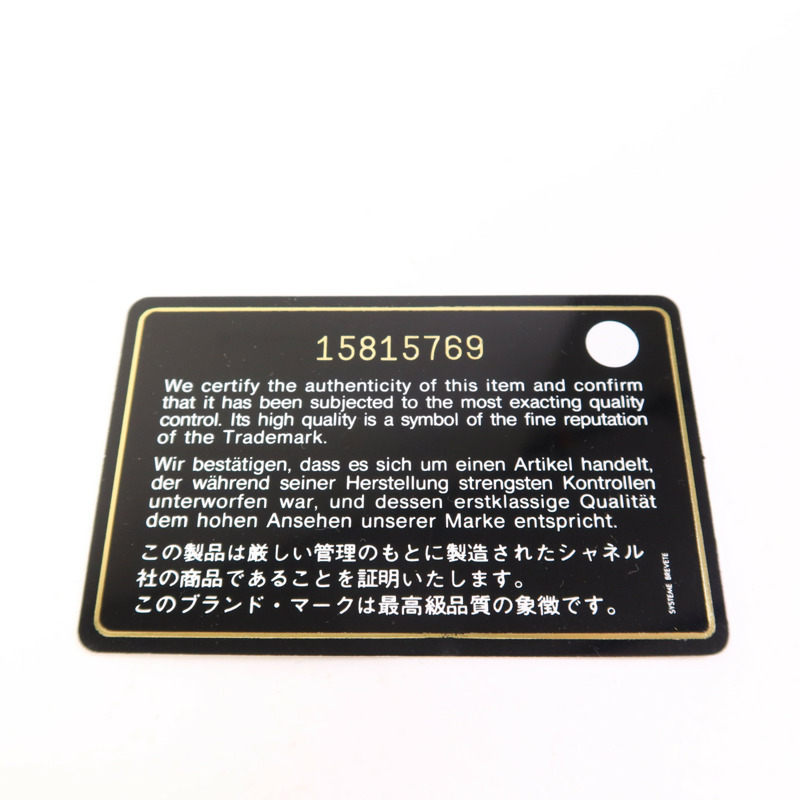 15815769
We certify the authenticity of this item and confirm
that it has been subjected to the most exacting quality
control. Its high quality is a symbol of the fine reputation
of the Trademark.
Wir bestätigen, dass es sich um einen Artikel handelt,
der während seiner Herstellung strengsten Kontrollen
unterworfen war, und dessen erstklassige Qualität
dem hohen Ansehen unserer Marke entspricht.
この製品は厳しい管理のもとに製造されたシャネル
社の商品であることを証明いたします。
このブランド・マークは最高級品質の象徴です。
SYSTEME BREVETE